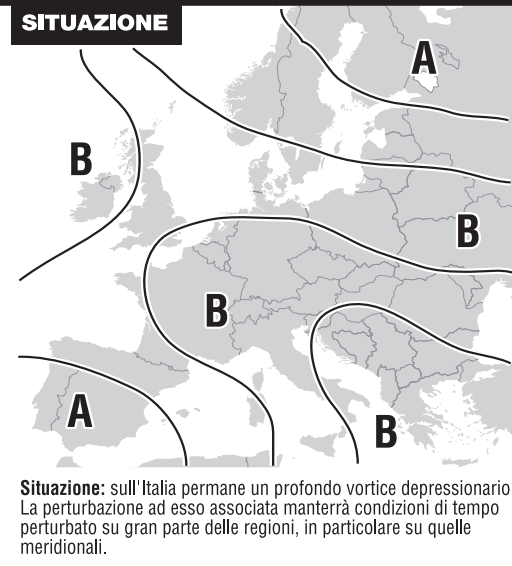 SITUAZIONE
A
B
B
B
A
B
Situazione: sull'Italia permane un profondo vortice depressionario
La perturbazione ad esso associata manterrà condizioni di tempo
perturbato su gran parte delle regioni, in particolare su quelle
meridionali.